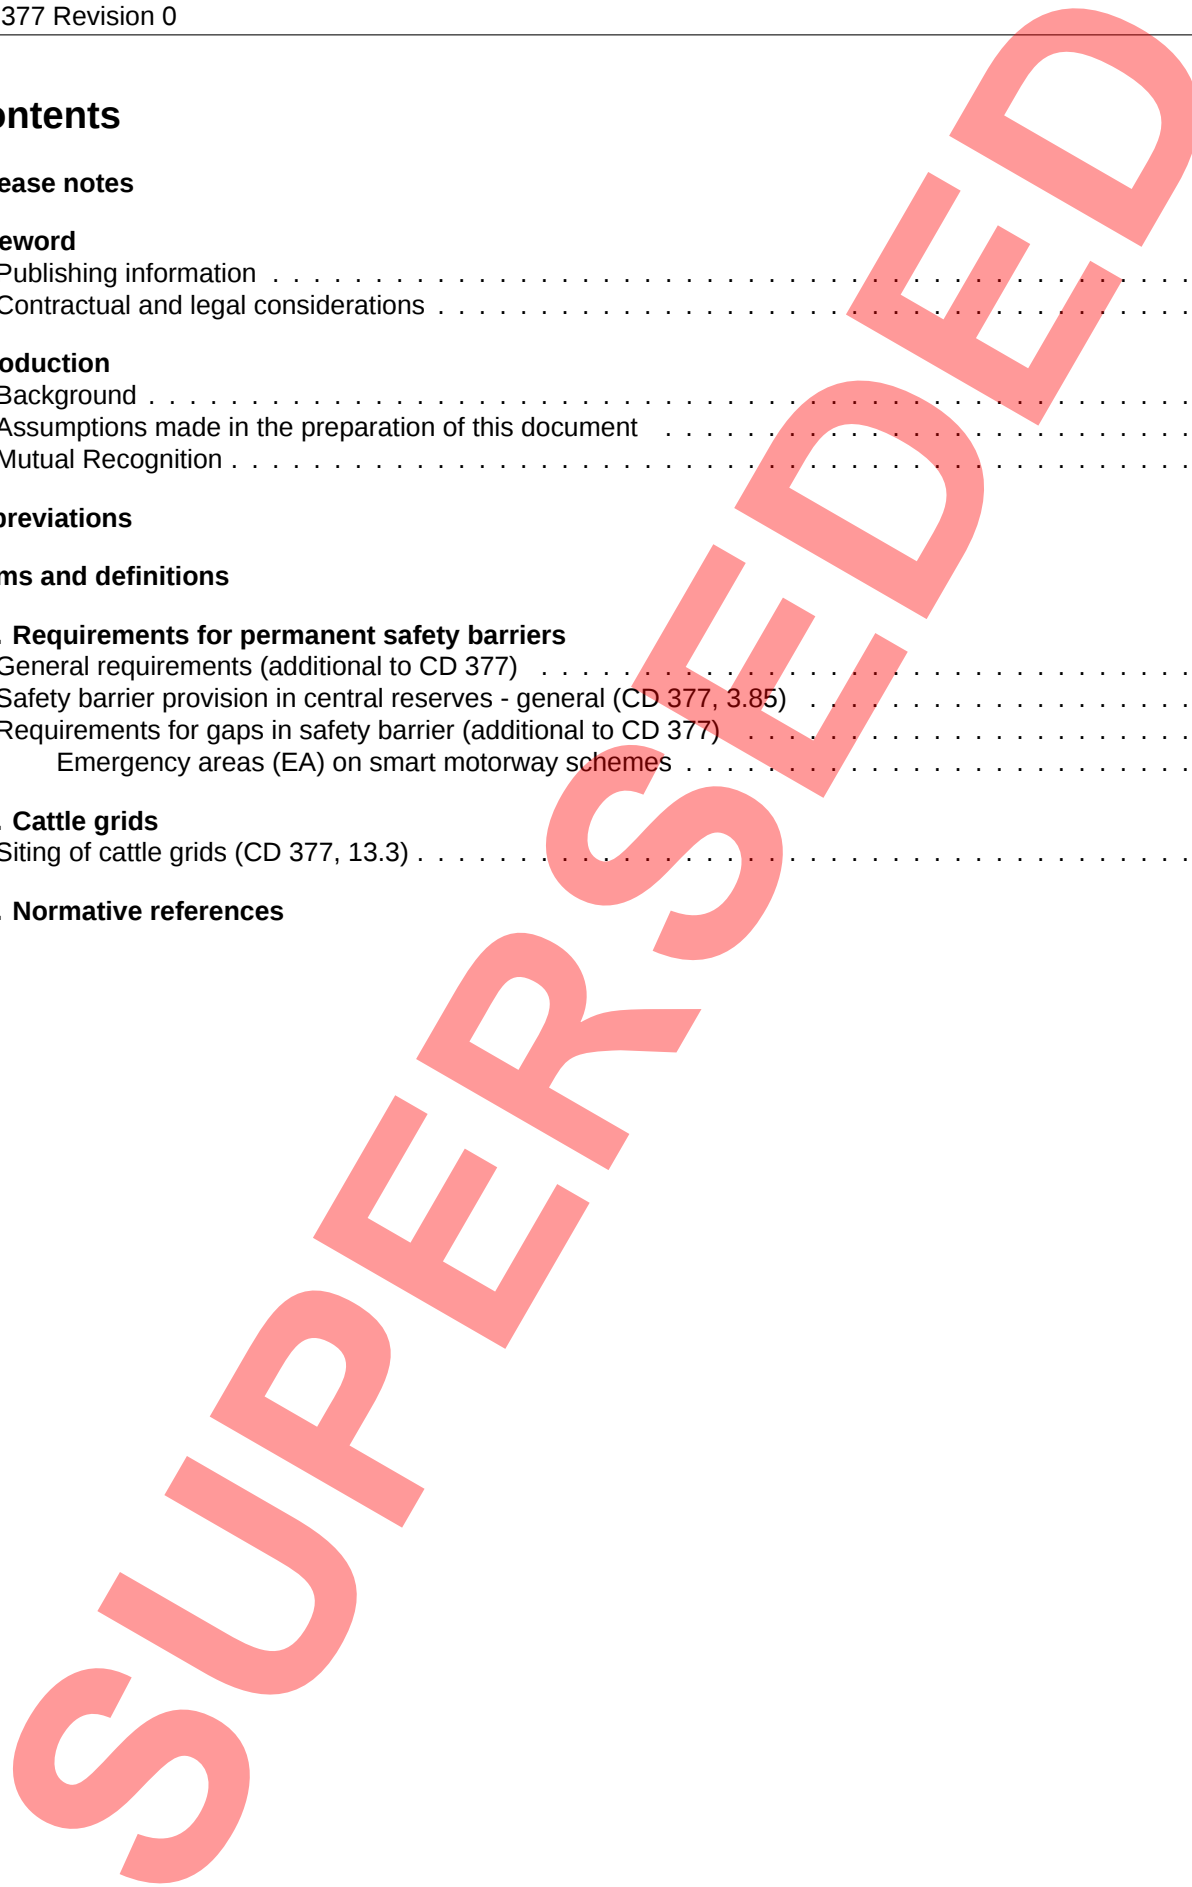 377 Revision 0
ontents
ease notes
eword
Publishing information . . . . . . . . . . . . . . . . . . . . . . . . . . . . . . . . . . . . . . . . . . . . .
Contractual and legal considerations . . . . . . . . . . . . . . . . . . . . . . . . . . . . . . . . . . . . .
oduction
Background . . . . . . . . . . . . . . . . . . . . . . . . . . . . . . . . . . . . . . . . . . . . . . . . . . .
Assumptions made in the preparation of this document . . . . . . . . . . . . . . . . . . . . . . . . . .
Mutual Recognition . . . . . . . . . . . . . . . . . . . . . . . . . . . . . . . . . . . . . . . . . . . . . . .
breviations
ms and definitions
. Requirements for permanent safety barriers
General requirements (additional to CD 377) . . . . . . . . . . . . . . . . . . . . . . . . . . . . . . . .
Safety barrier provision in central reserves - general (CD 377, 3.85) . . . . . . . . . . . . . . . . . . .
Requirements for gaps in safety barrier (additional to CD 377) . . . . . . . . . . . . . . . . . . . . . .
Emergency areas (EA) on smart motorway schemes . . . . . . . . . . . . . . . . . . . . . . . . .
. Cattle grids
Siting of cattle grids (CD 377, 13.3) . . . . . . . . . . . . . . . . . . . . . . . . . . . . . . . . . . . . . .
. Normative references
SUPERSEDED